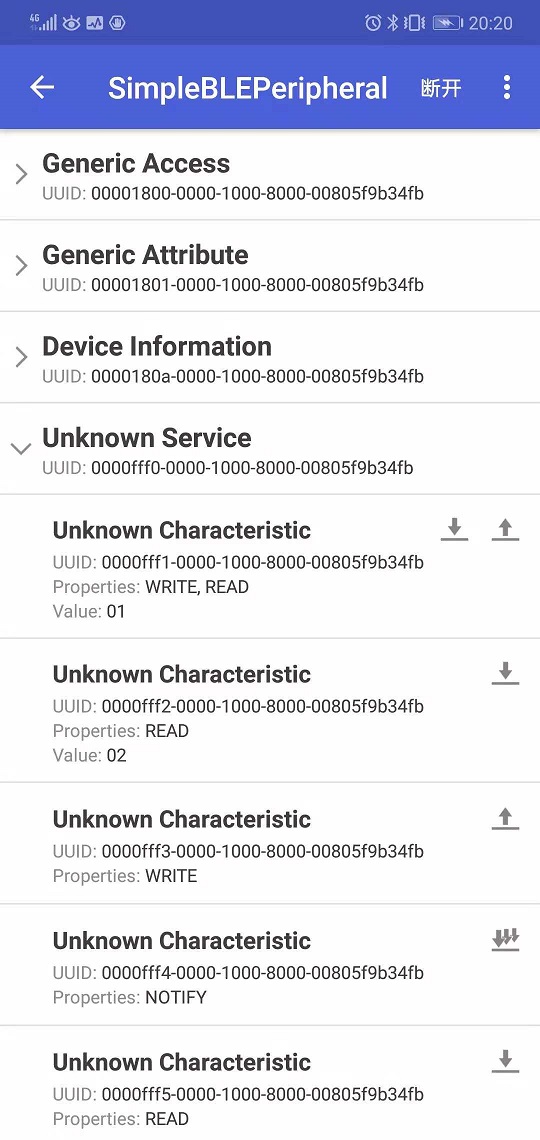 4G 20:20
SimpleBLEPeripheral 断开
Generic Access
UUID: 00001800-0000-1000-8000-00805f9b34fb
Generic Attribute
UUID: 00001801-0000-1000-8000-00805f9b34fb
Device Information
UUID: 0000180a-0000-1000-8000-00805f9b34fb
Unknown Service
UUID: 0000fff0-0000-1000-8000-00805f9b34fb
Unknown Characteristic
UUID: 0000fff1-0000-1000-8000-00805f9b34fb
Properties: WRITE, READ
Value: 01
Unknown Characteristic
UUID: 0000fff2-0000-1000-8000-00805f9b34fb
Properties: READ
Value: 02
Unknown Characteristic
UUID: 0000fff3-0000-1000-8000-00805f9b34fb
Properties: WRITE
Unknown Characteristic
UUID: 0000fff4-0000-1000-8000-00805f9b34fb
Properties: NOTIFY
Unknown Characteristic
UUID: 0000fff5-0000-1000-8000-00805f9b34fb
Properties: READ